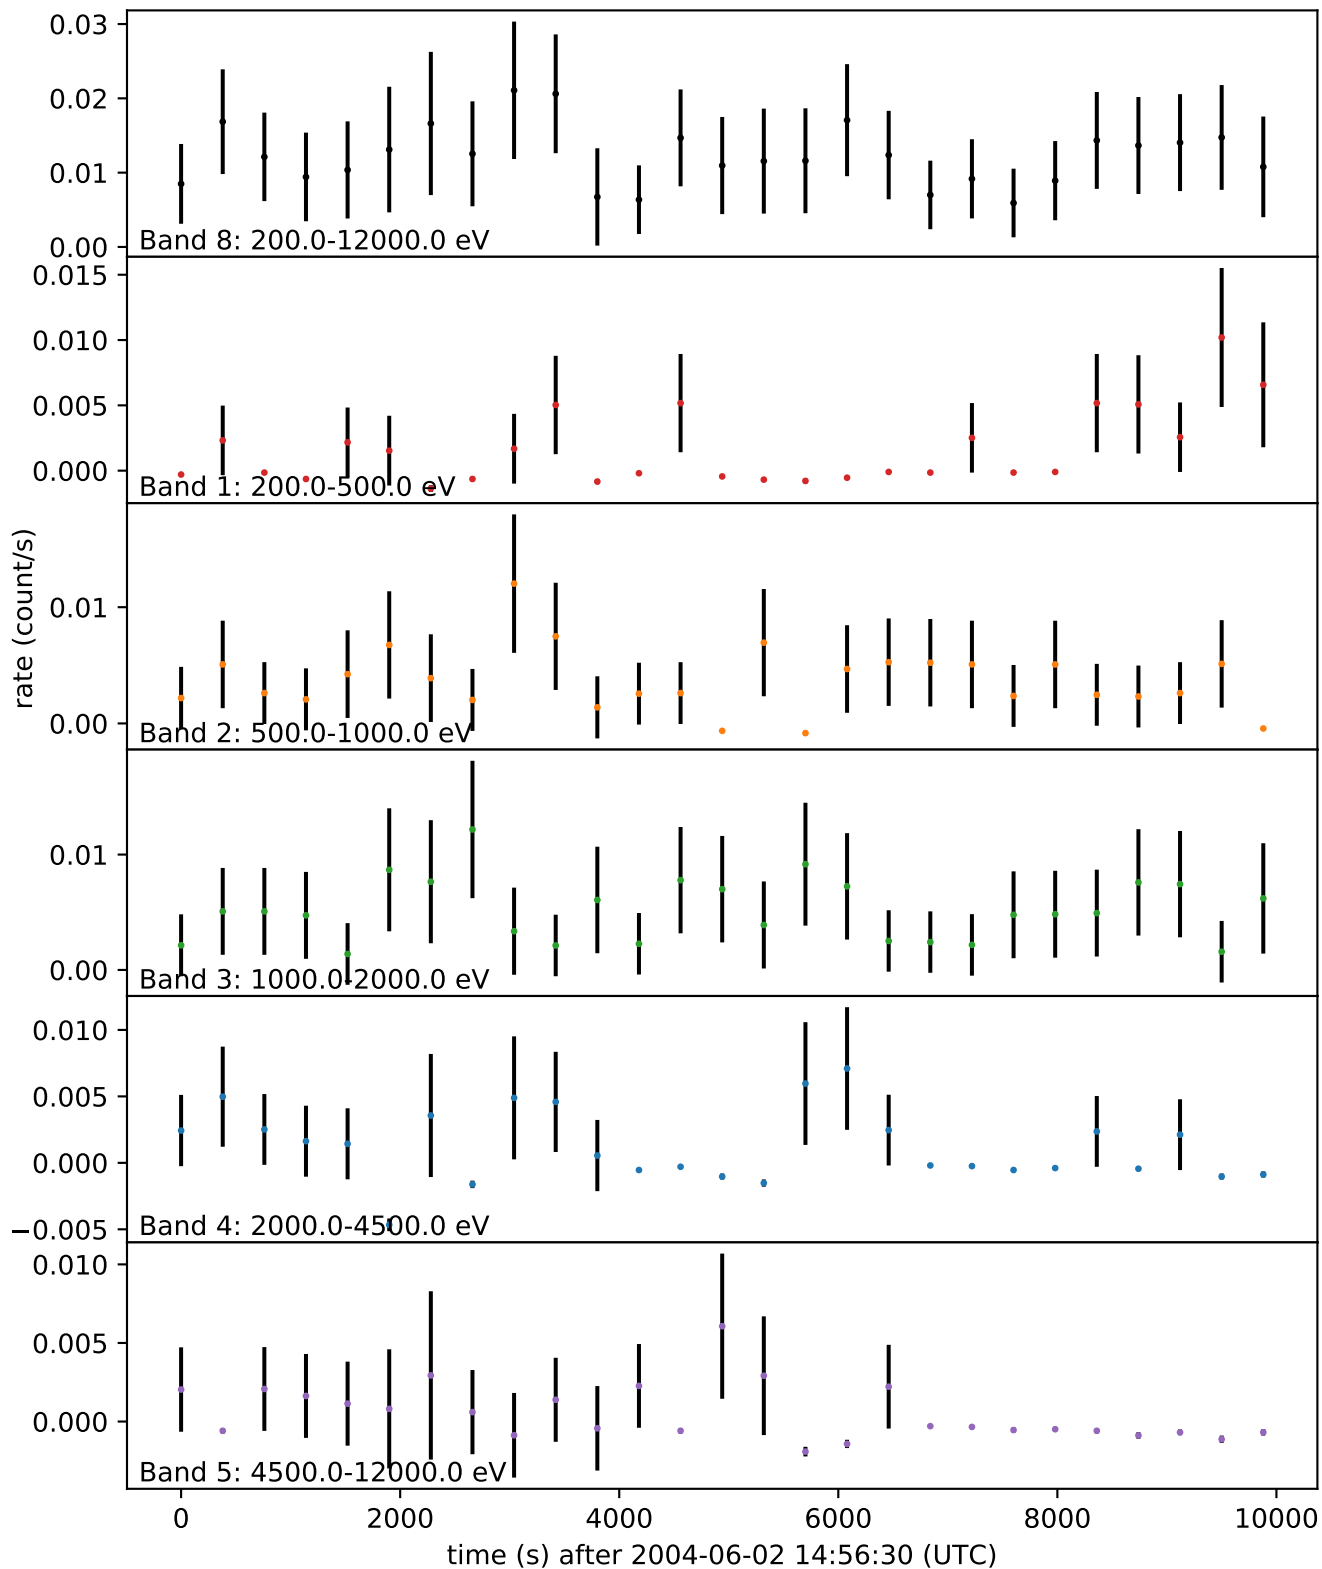 0.03
0.02
0.01
0.00
Band 8: 200.0-12000.0 eV
0.015
0.010
0.005
0.000
Band 1: 200.0-500.0 eV
rate (count/s)
0.01
0.00
Band 2: 500.0-1000.0 eV
0.01
0.00
Band 3: 1000.0-2000.0 eV
0.010
0.005
0.000
−0.005
Band 4: 2000.0-4500.0 eV
0.010
0.005
0.000
Band 5: 4500.0-12000.0 eV
0 2000 4000 6000 8000 10000
time (s) after 2004-06-02 14:56:30 (UTC)